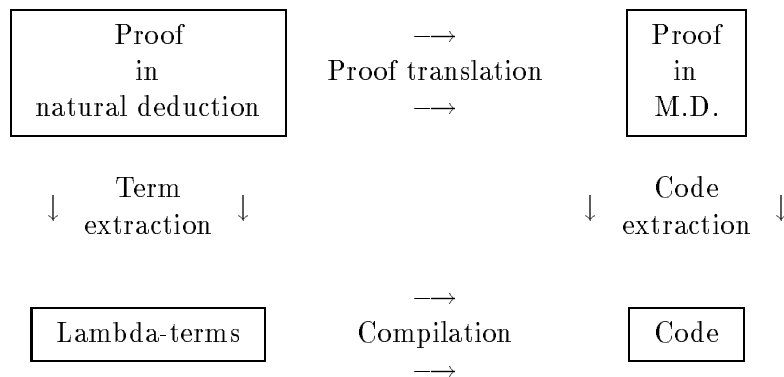 Proof
in
natural deduction
⟶
Proof translation
⟶
Proof
in
M.D.
↓ Term extraction ↓
↓ Code extraction ↓
Lambda-terms
⟶
Compilation
⟶
Code